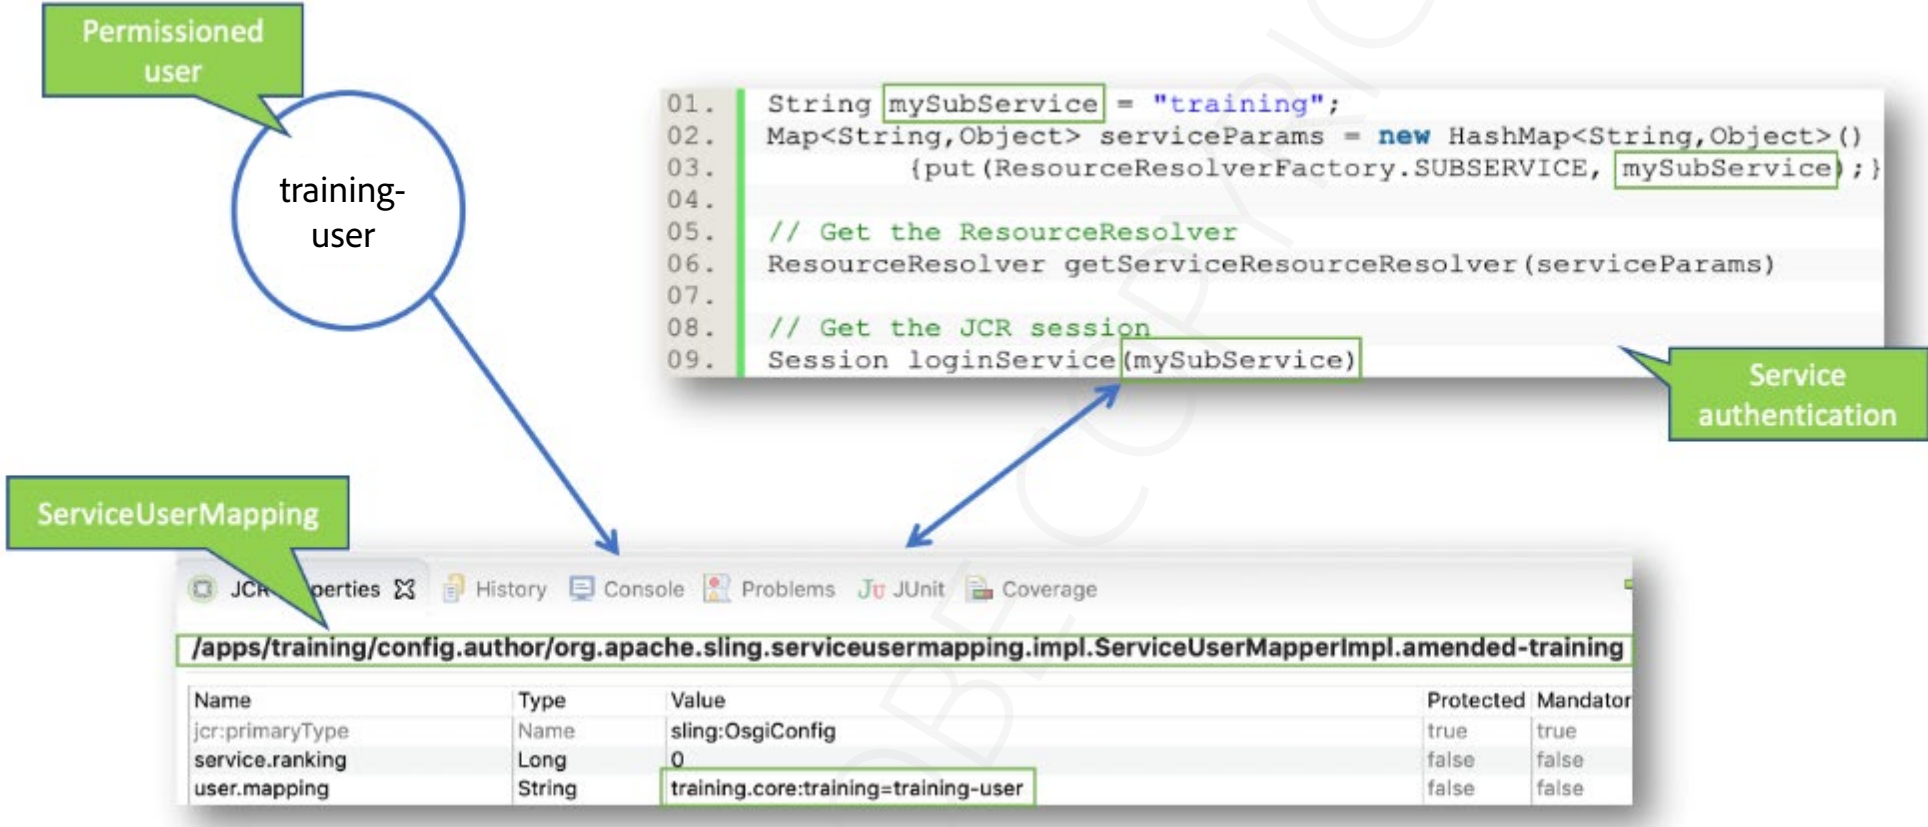 Permissioned
user
training-
user
01. String mySubService = "training";
02. Map<String,Object> serviceParams = new HashMap<String,Object>()
03. {put(ResourceResolverFactory.SUBSERVICE, mySubService);}
04.
05. // Get the ResourceResolver
06. ResourceResolver getServiceResourceResolver(serviceParams)
07.
08. // Get the JCR session
09. Session loginService(mySubService)
Service
authentication
ServiceUserMapping
JCR perties History Console Problems JU JUnit Coverage
/apps/training/config.author/org.apache.sling.serviceusermapping.impl.ServiceUserMapperImpl.amended-training
Name Type Value Protected Mandator
jcr:primaryType Name sling:OsgiConfig true true
service.ranking Long 0 false false
user.mapping String training.core:training=training-user false false